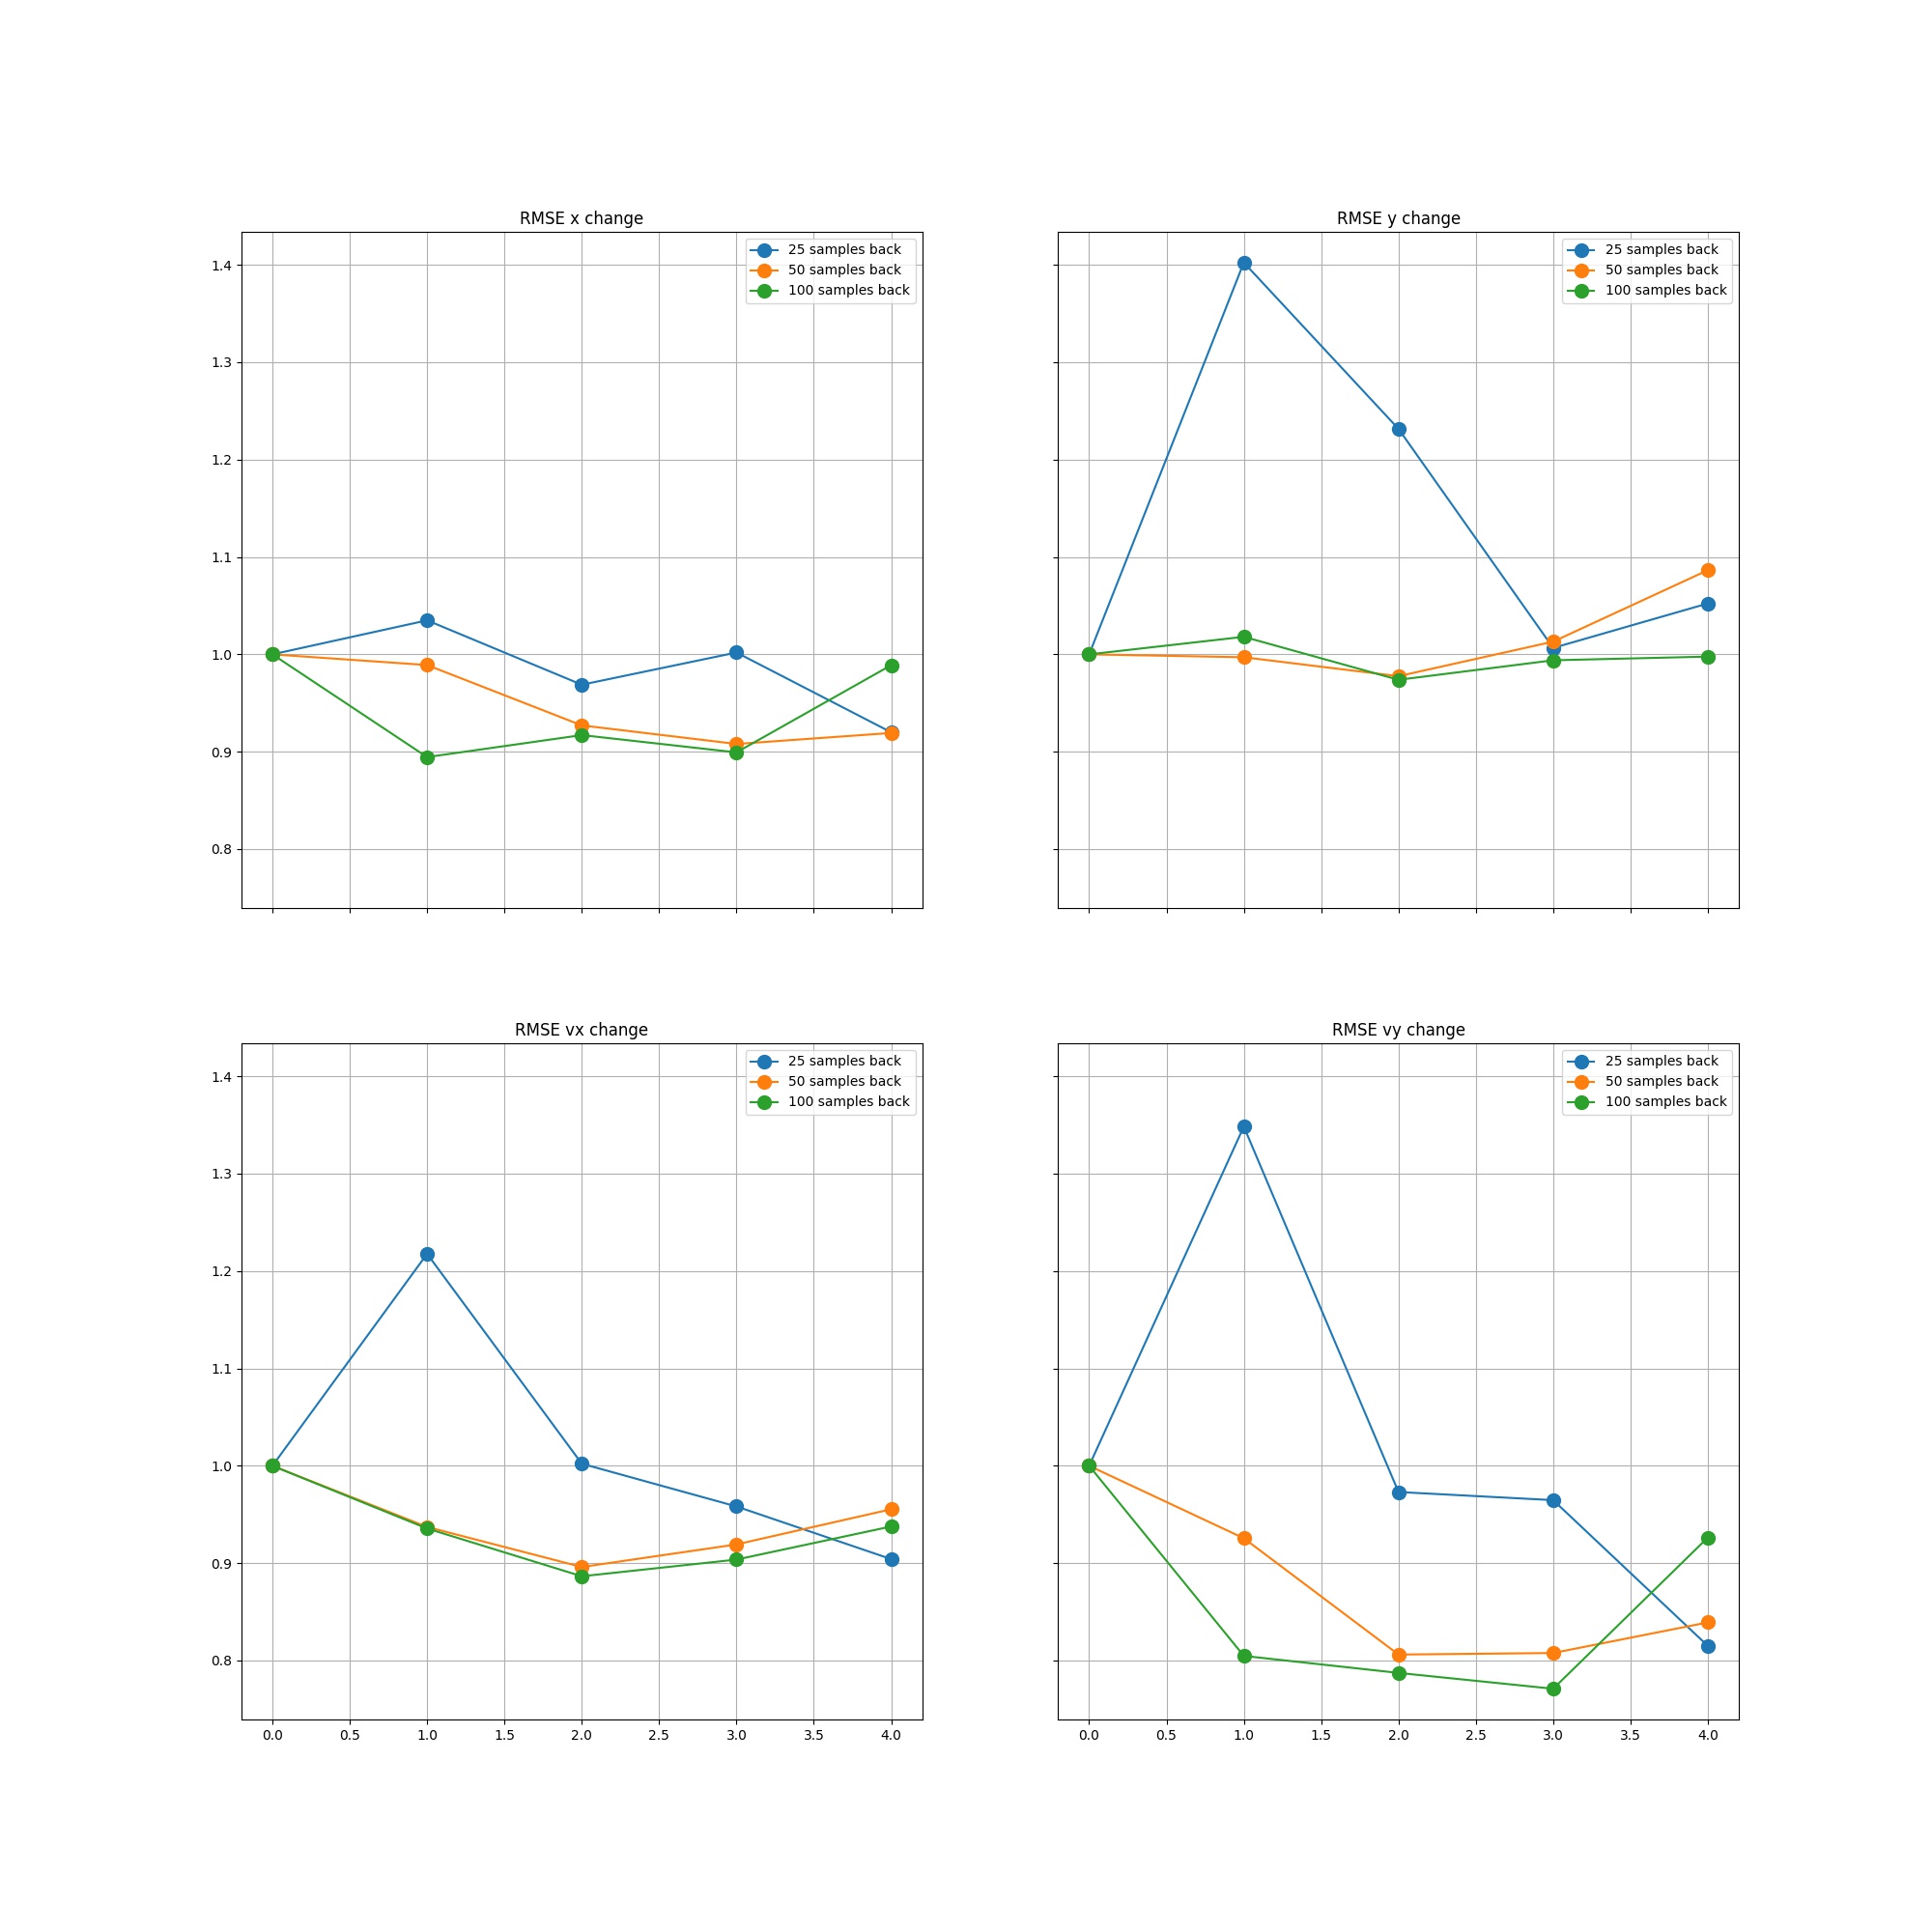 RMSE x change
1.4
1.3
1.2
1.1
1.0
0.9
0.8
25 samples back
50 samples back
100 samples back
RMSE y change
25 samples back
50 samples back
100 samples back
RMSE vx change
1.4
1.3
1.2
1.1
1.0
0.9
0.8
25 samples back
50 samples back
100 samples back
0.0 0.5 1.0 1.5 2.0 2.5 3.0 3.5 4.0
RMSE vy change
25 samples back
50 samples back
100 samples back
0.0 0.5 1.0 1.5 2.0 2.5 3.0 3.5 4.0